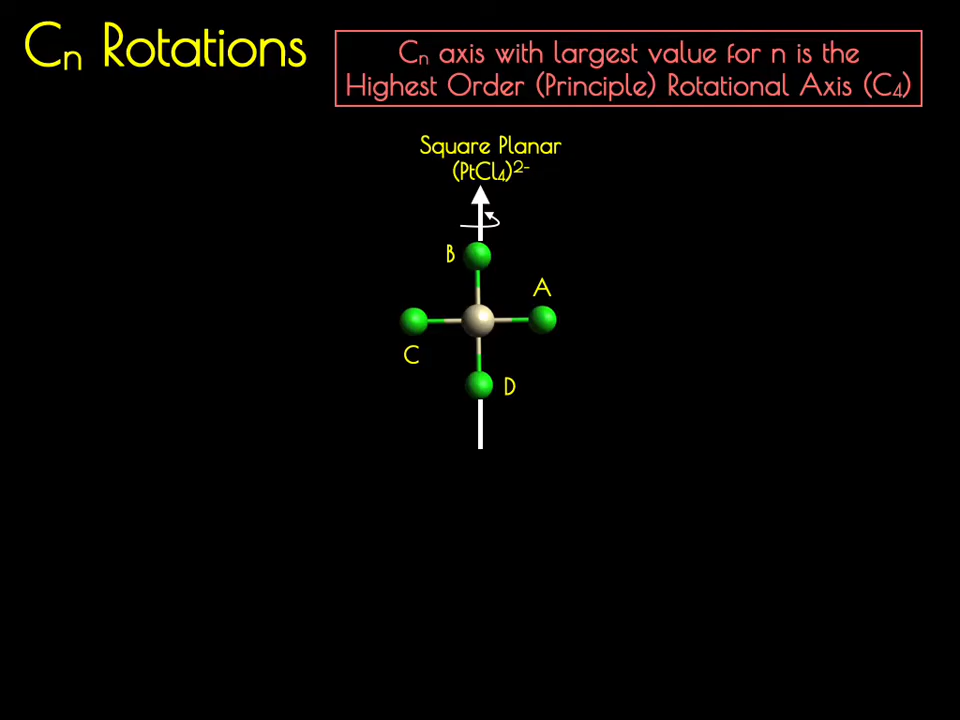 Cₙ Rotations
Cₙ axis with largest value for n is the
Highest Order (Principle) Rotational Axis (C₄)
Square Planar
(PtCl₄)²⁻
B
A
C
D